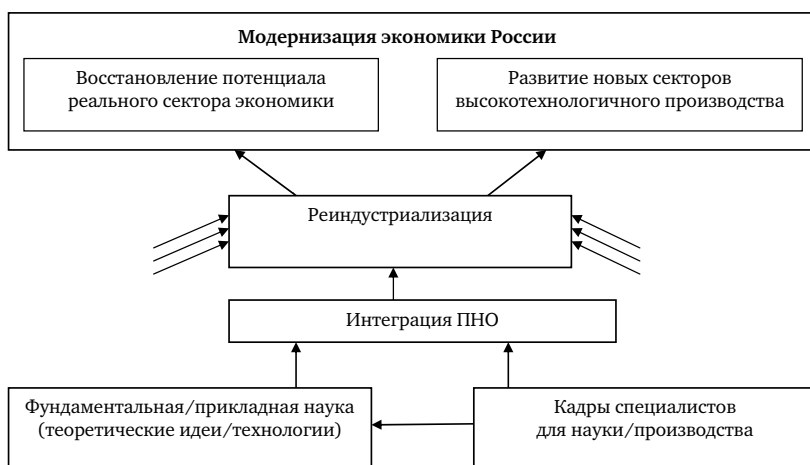 Модернизация экономики России
Восстановление потенциала
реального сектора экономики
Развитие новых секторов
высокотехнологичного производства
Реиндустриализация
Интеграция ПНО
Фундаментальная/прикладная наука
(теоретические идеи/технологии)
Кадры специалистов
для науки/производства